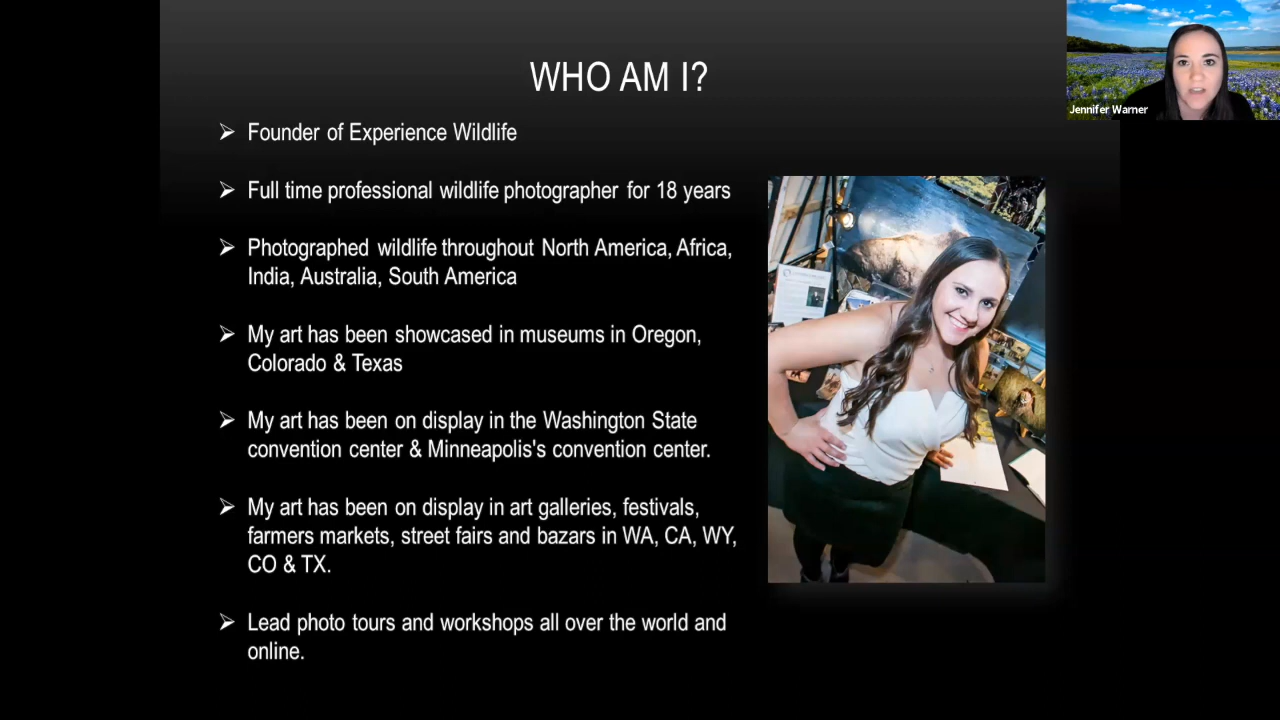 WHO AM I?
Jennifer Warner
➢ Founder of Experience Wildlife
➢ Full time professional wildlife photographer for 18 years
➢ Photographed wildlife throughout North America, Africa,
India, Australia, South America
➢ My art has been showcased in museums in Oregon,
Colorado & Texas
➢ My art has been on display in the Washington State
convention center & Minneapolis's convention center.
➢ My art has been on display in art galleries, festivals,
farmers markets, street fairs and bazars in WA, CA, WY,
CO & TX.
➢ Lead photo tours and workshops all over the world and
online.